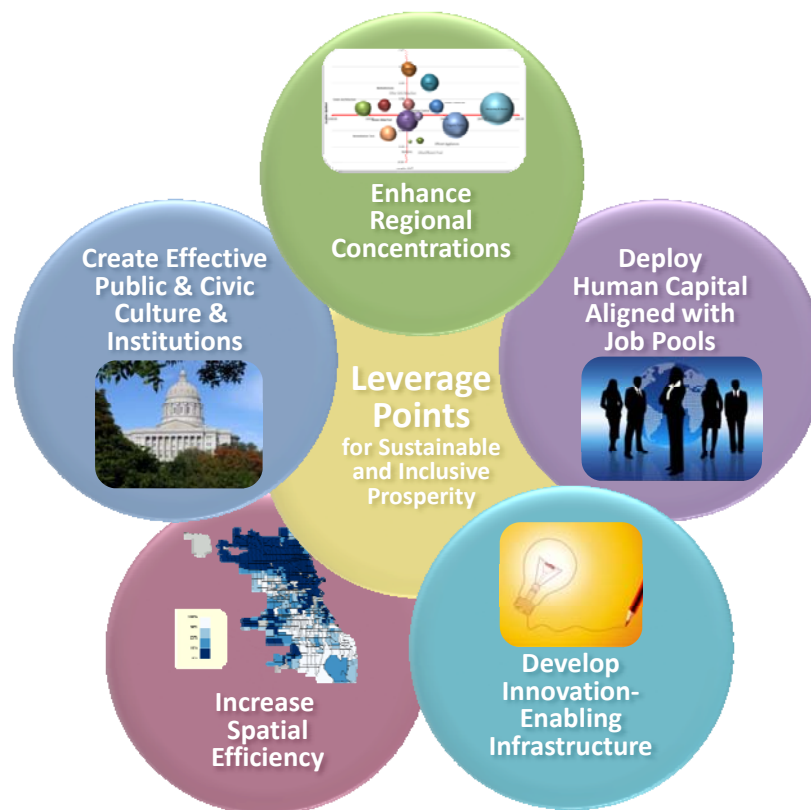 Enhance
Regional
Concentrations
Create Effective
Public & Civic
Culture &
Institutions
Deploy
Human Capital
Aligned with
Job Pools
Leverage
Points
for Sustainable
and Inclusive
Prosperity
Increase
Spatial
Efficiency
Develop
Innovation-
Enabling
Infrastructure